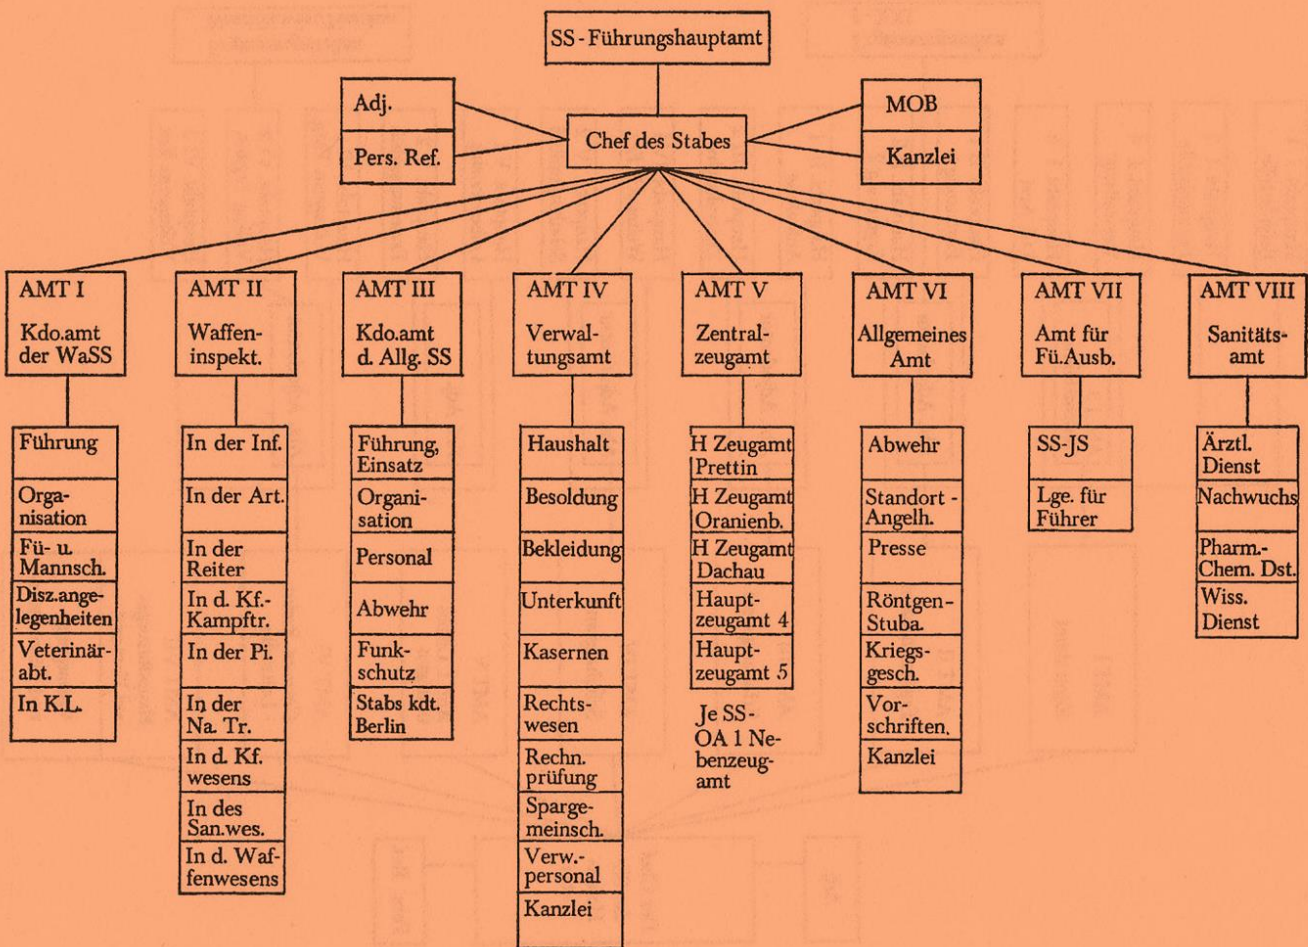 SS-Führungshauptamt
Adj.
Pers. Ref.
Chef des Stabes
MOB
Kanzlei
AMT I
Kdo.amt
der WaSS
Führung
Orga-
nisation
Fü- u.
Mannsch.
Disz.ange-
legenheiten
Veterinär-
abt.
In K.L.
AMT II
Waffen-
inspekt.
In der Inf.
In der Art.
In der
Reiter
In d. Kf.-
Kampftr.
In der Pi.
In der
Na. Tr.
In d. Kf.
wesens
In des
San.wes.
In d. Waf-
fenwesens
AMT III
Kdo.amt
d. Allg. SS
Führung,
Einsatz
Organi-
sation
Personal
Abwehr
Funk-
schutz
Stabs kdt.
Berlin
AMT IV
Verwal-
tungsamt
Haushalt
Besoldung
Bekleidung
Unterkunft
Kasernen
Rechts-
wesen
Rechn.
prüfung
Sparge-
meinsch.
Verw.-
personal
Kanzlei
AMT V
Zentral-
zeugamt
H Zeugamt
Prettin
H Zeugamt
Oranienb.
H Zeugamt
Dachau
Haupt-
zeugamt 4
Haupt-
zeugamt 5
Je SS-
OA 1 Ne-
benzeug-
amt
AMT VI
Allgemeines
Amt
Abwehr
Standort-
Angelh.
Presse
Röntgen-
Stuba.
Kriegs-
gesch.
Vor-
schriften.
Kanzlei
AMT VII
Amt für
Fü.Ausb.
SS-JS
Lge. für
Führer
AMT VIII
Sanitäts-
amt
Ärztl.
Dienst
Nachwuchs
Pharm.-
Chem. Dst.
Wiss.
Dienst